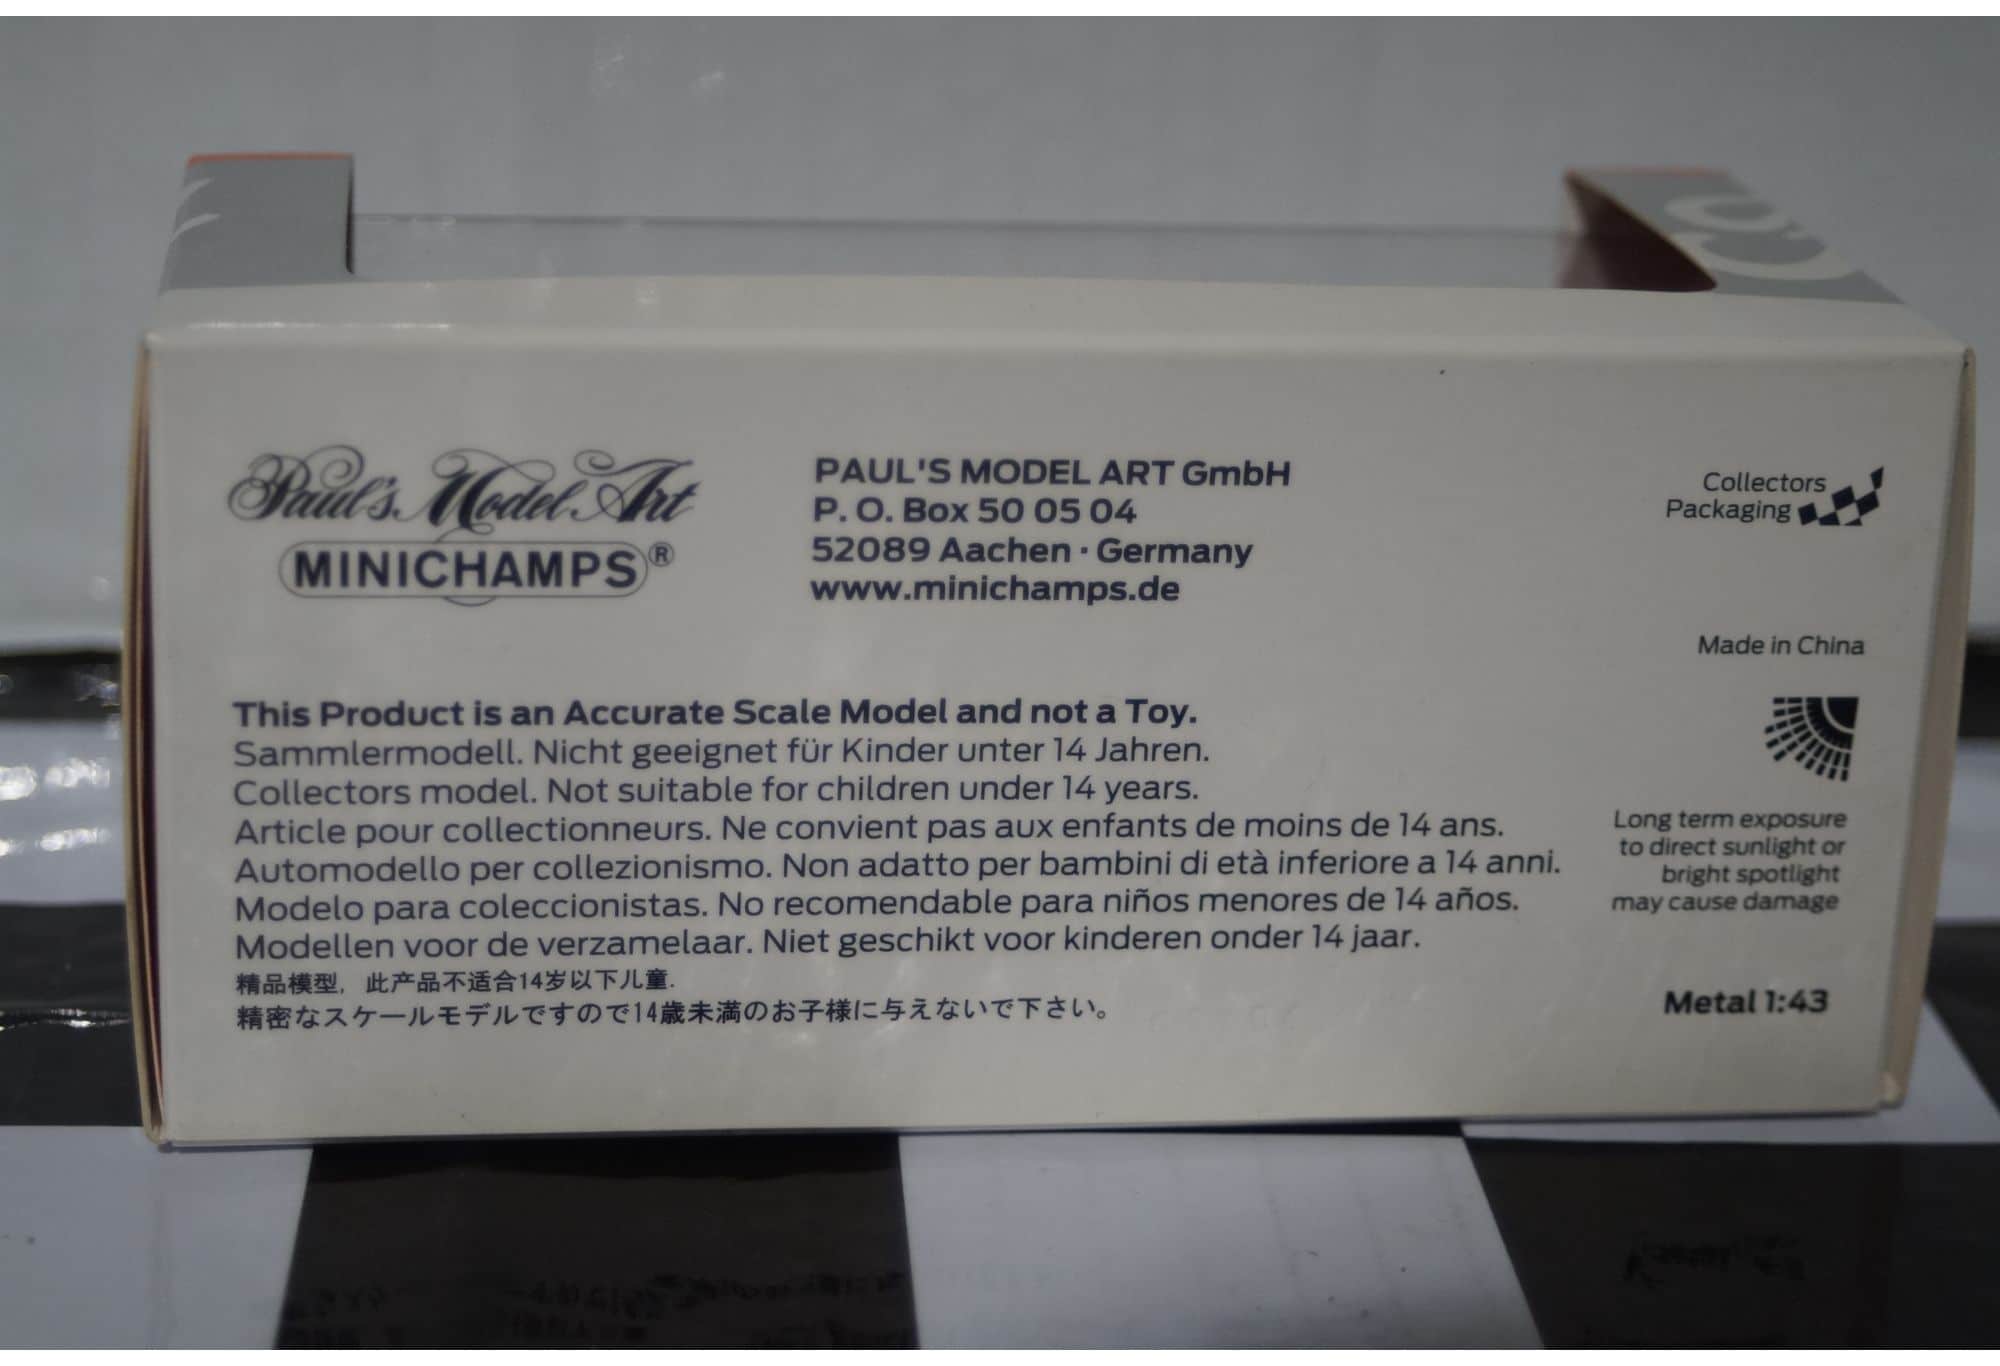 Paul's Model Art
MINICHAMPS®
PAUL'S MODEL ART GmbH
P. O. Box 50 05 04
52089 Aachen · Germany
www.minichamps.de
Collectors
Packaging
Made in China
This Product is an Accurate Scale Model and not a Toy.
Sammlermodell. Nicht geeignet für Kinder unter 14 Jahren.
Collectors model. Not suitable for children under 14 years.
Article pour collectionneurs. Ne convient pas aux enfants de moins de 14 ans.
Automodello per collezionismo. Non adatto per bambini di età inferiore a 14 anni.
Modelo para coleccionistas. No recomendable para niños menores de 14 años.
Modellen voor de verzamelaar. Niet geschikt voor kinderen onder 14 jaar.
精品模型，此产品不适合14岁以下儿童.
精密なスケールモデルですので14歳未満のお子様に与えないで下さい。
Long term exposure
to direct sunlight or
bright spotlight
may cause damage
Metal 1:43